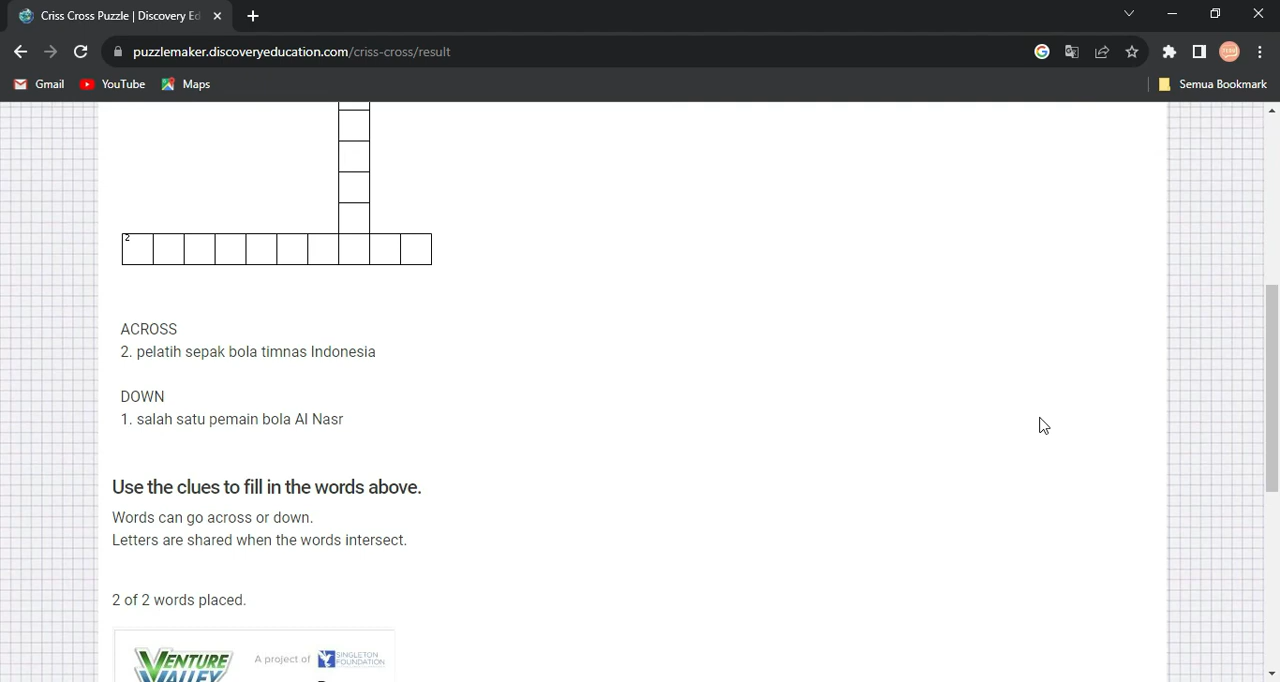 Criss Cross Puzzle | Discovery Ed
puzzlemaker.discoveryeducation.com/criss-cross/result
Gmail
YouTube
Maps
Semua Bookmark
2
ACROSS
2. pelatih sepak bola timnas Indonesia
DOWN
1. salah satu pemain bola Al Nasr
Use the clues to fill in the words above.
Words can go across or down.
Letters are shared when the words intersect.
2 of 2 words placed.
VENTURE
VALLEY
A project of
SINGLETON
FOUNDATION